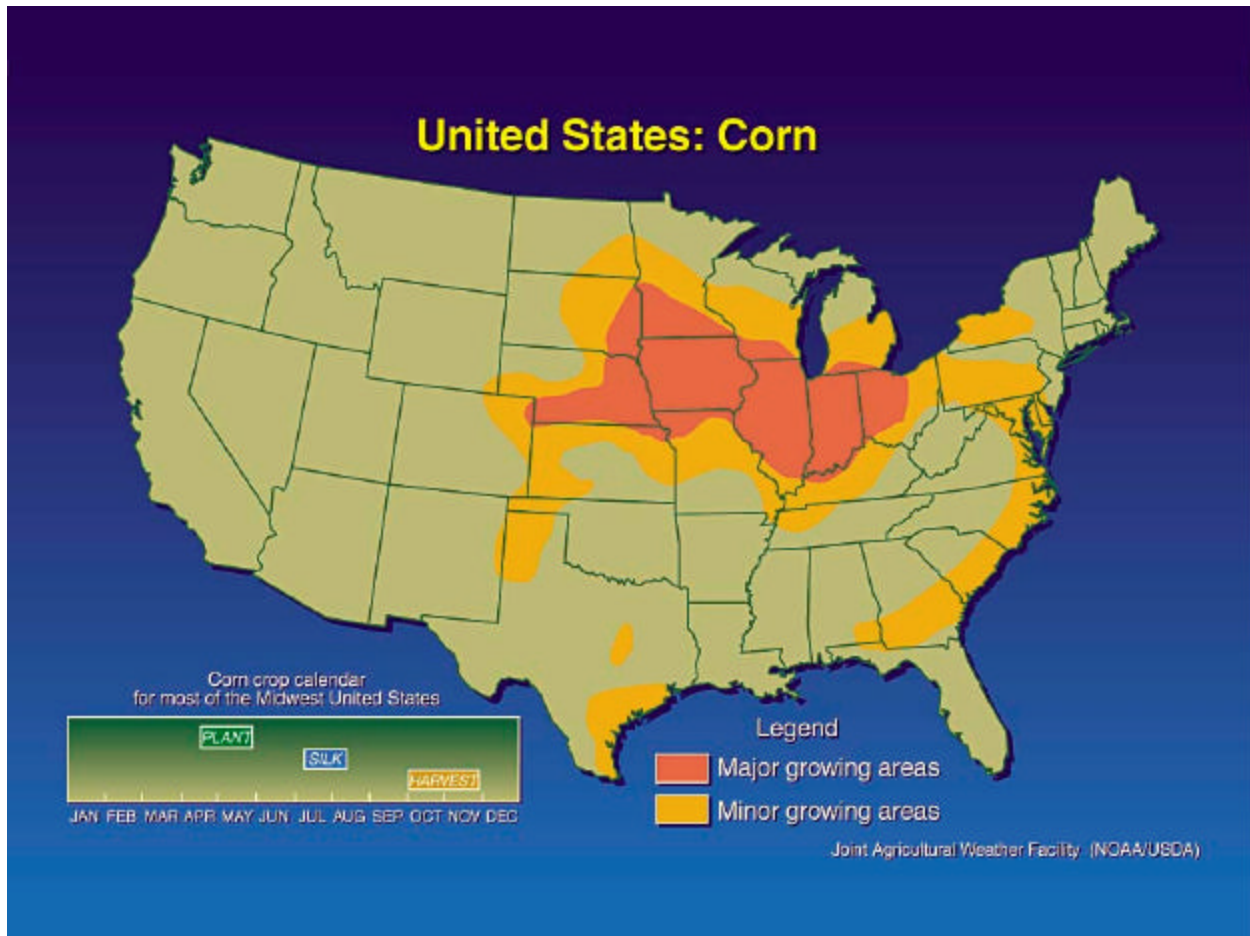 United States: Corn
Corn crop calendar
for most of the Midwest United States
PLANT
SILK
HARVEST
JAN FEB MAR APR MAY JUN JUL AUG SEP OCT NOV DEC
Legend
Major growing areas
Minor growing areas
Joint Agricultural Weather Facility (NOAA/USDA)